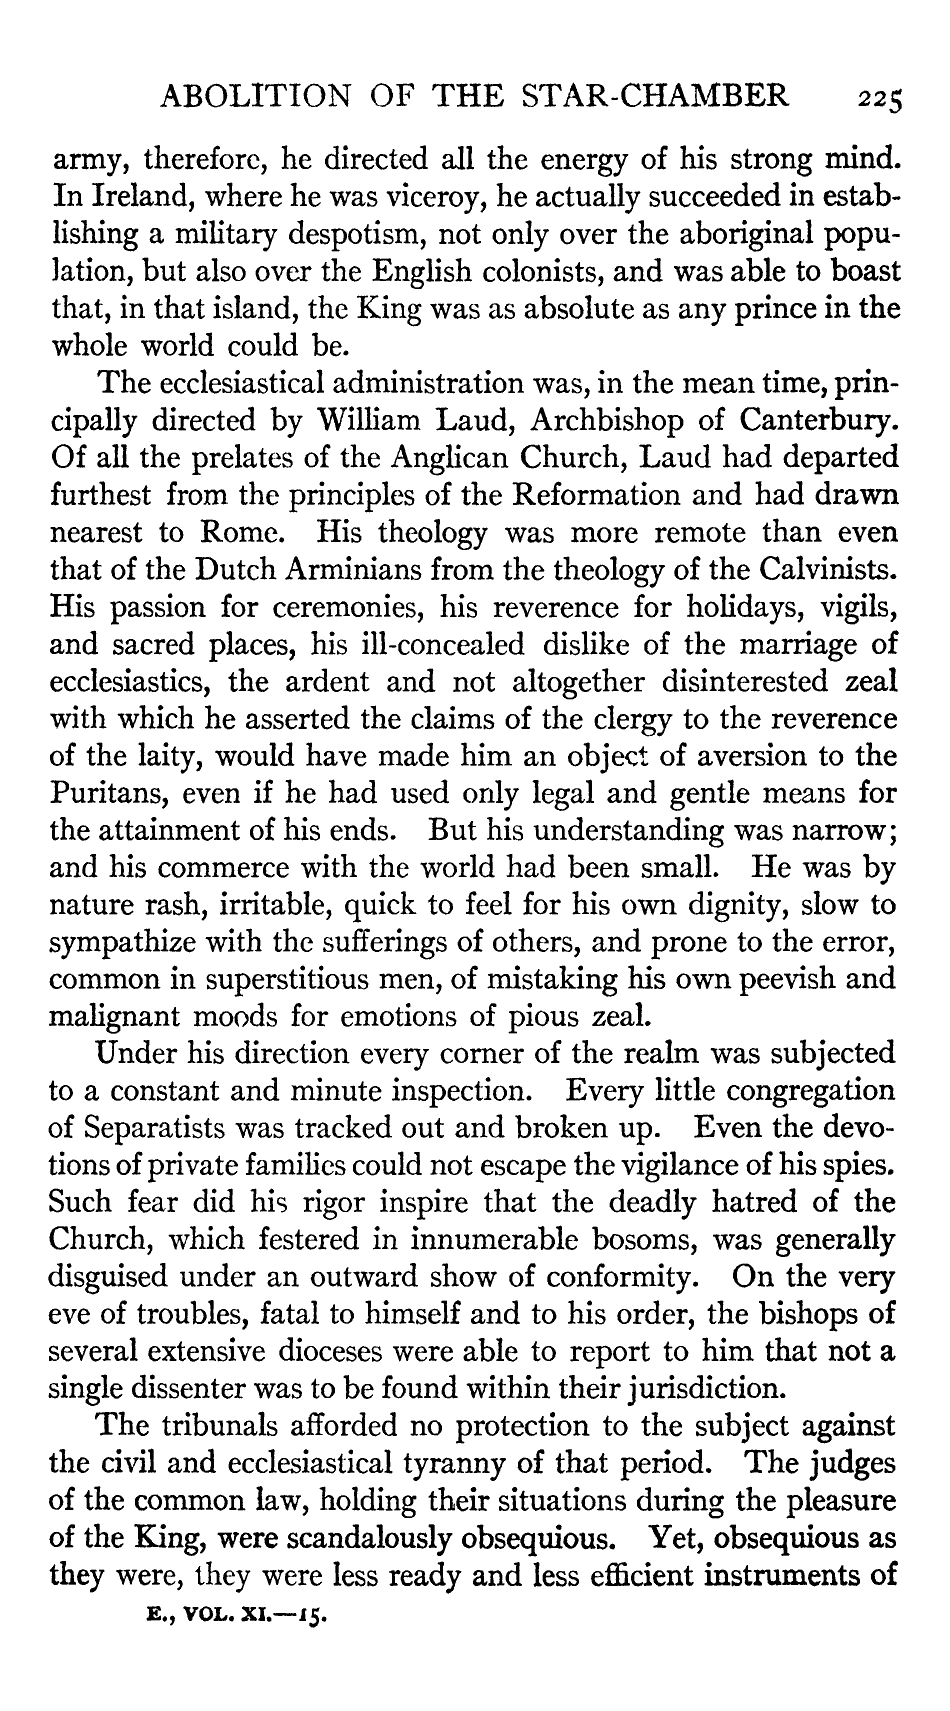 ABOLITION OF THE STAR-CHAMBER 225
army, therefore, he directed all the energy of his strong mind.
In Ireland, where he was viceroy, he actually succeeded in estab-
lishing a military despotism, not only over the aboriginal popu-
lation, but also over the English colonists, and was able to boast
that, in that island, the King was as absolute as any prince in the
whole world could be.
The ecclesiastical administration was, in the mean time, prin-
cipally directed by William Laud, Archbishop of Canterbury.
Of all the prelates of the Anglican Church, Laud had departed
furthest from the principles of the Reformation and had drawn
nearest to Rome. His theology was more remote than even
that of the Dutch Arminians from the theology of the Calvinists.
His passion for ceremonies, his reverence for holidays, vigils,
and sacred places, his ill-concealed dislike of the marriage of
ecclesiastics, the ardent and not altogether disinterested zeal
with which he asserted the claims of the clergy to the reverence
of the laity, would have made him an object of aversion to the
Puritans, even if he had used only legal and gentle means for
the attainment of his ends. But his understanding was narrow;
and his commerce with the world had been small. He was by
nature rash, irritable, quick to feel for his own dignity, slow to
sympathize with the sufferings of others, and prone to the error,
common in superstitious men, of mistaking his own peevish and
malignant moods for emotions of pious zeal.
Under his direction every corner of the realm was subjected
to a constant and minute inspection. Every little congregation
of Separatists was tracked out and broken up. Even the devo-
tions of private families could not escape the vigilance of his spies.
Such fear did his rigor inspire that the deadly hatred of the
Church, which festered in innumerable bosoms, was generally
disguised under an outward show of conformity. On the very
eve of troubles, fatal to himself and to his order, the bishops of
several extensive dioceses were able to report to him that not a
single dissenter was to be found within their jurisdiction.
The tribunals afforded no protection to the subject against
the civil and ecclesiastical tyranny of that period. The judges
of the common law, holding their situations during the pleasure
of the King, were scandalously obsequious. Yet, obsequious as
they were, they were less ready and less efficient instruments of
E., VOL. XI.—15.